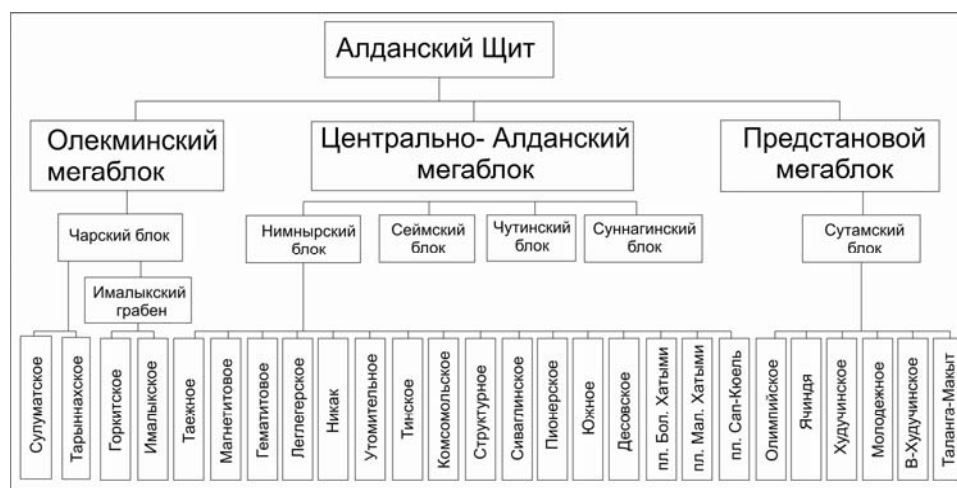 Алданский Щит
Олекминский
мегаблок
Центрально- Алданский
мегаблок
Предстановой
мегаблок
Чарский блок
Нимнырский
блок
Сеймский
блок
Чутинский
блок
Суннагинский
блок
Сутамский
блок
Ималыкский
грабен
Сулуматское
Тарыннахское
Горкитское
Ималыкское
Таежное
Магнетитовое
Гематитовое
Леглегерское
Никак
Утомительное
Тинское
Комсомольское
Структурное
Сиваглинское
Пионерское
Южное
Десовское
пл. Бол. Хатыми
пл. Мал. Хатыми
пл. Сап-Кюель
Олимпийское
Ячиндя
Худучинское
Молодежное
В-Худучинское
Таланга-Макыт